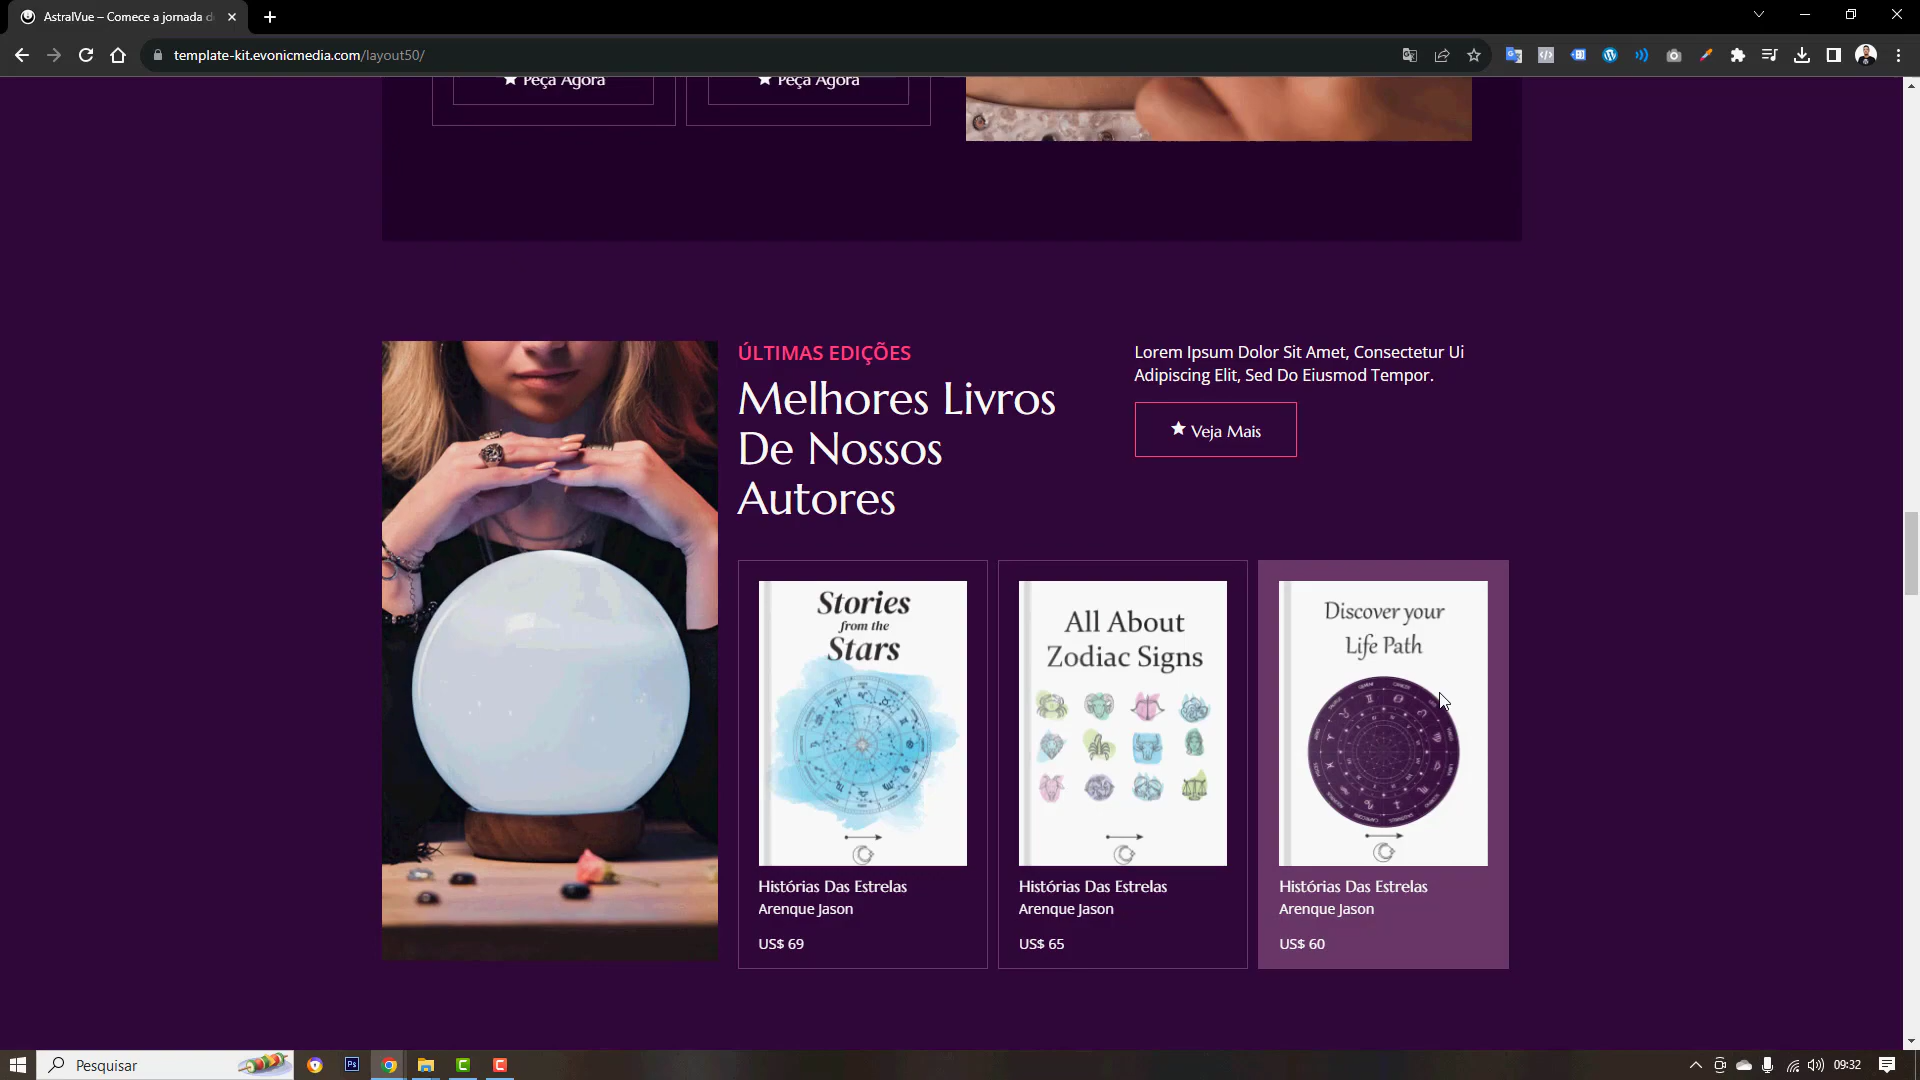 AstralVue – Comece a jornada d
template-kit.evonicmedia.com/layout50/
Peça Agora
Peça Agora
ÚLTIMAS EDIÇÕES
Melhores Livros
De Nossos
Autores
Lorem Ipsum Dolor Sit Amet, Consectetur Ui
Adipiscing Elit, Sed Do Eiusmod Tempor.
Veja Mais
Stories
from the
Stars
Histórias Das Estrelas
Arenque Jason
US$ 69
All About
Zodiac Signs
Histórias Das Estrelas
Arenque Jason
US$ 65
Discover your
Life Path
Histórias Das Estrelas
Arenque Jason
US$ 60
Pesquisar
Ps
09:32